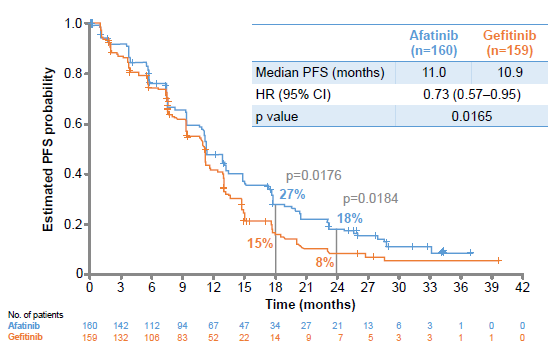 Afatinib (n=160) Gefitinib (n=159)
Median PFS (months) 11.0 10.9
HR (95% CI) 0.73 (0.57–0.95)
p value 0.0165
Estimated PFS probability
1.0
0.8
0.6
0.4
0.2
0
p=0.0176
27%
p=0.0184
18%
15%
8%
0 3 6 9 12 15 18 21 24 27 30 33 36 39 42
Time (months)
No. of patients
Afatinib 160 142 112 94 67 47 34 27 21 13 6 3 1 0 0
Gefitinib 159 132 106 83 52 22 14 9 7 5 3 3 1 1 0